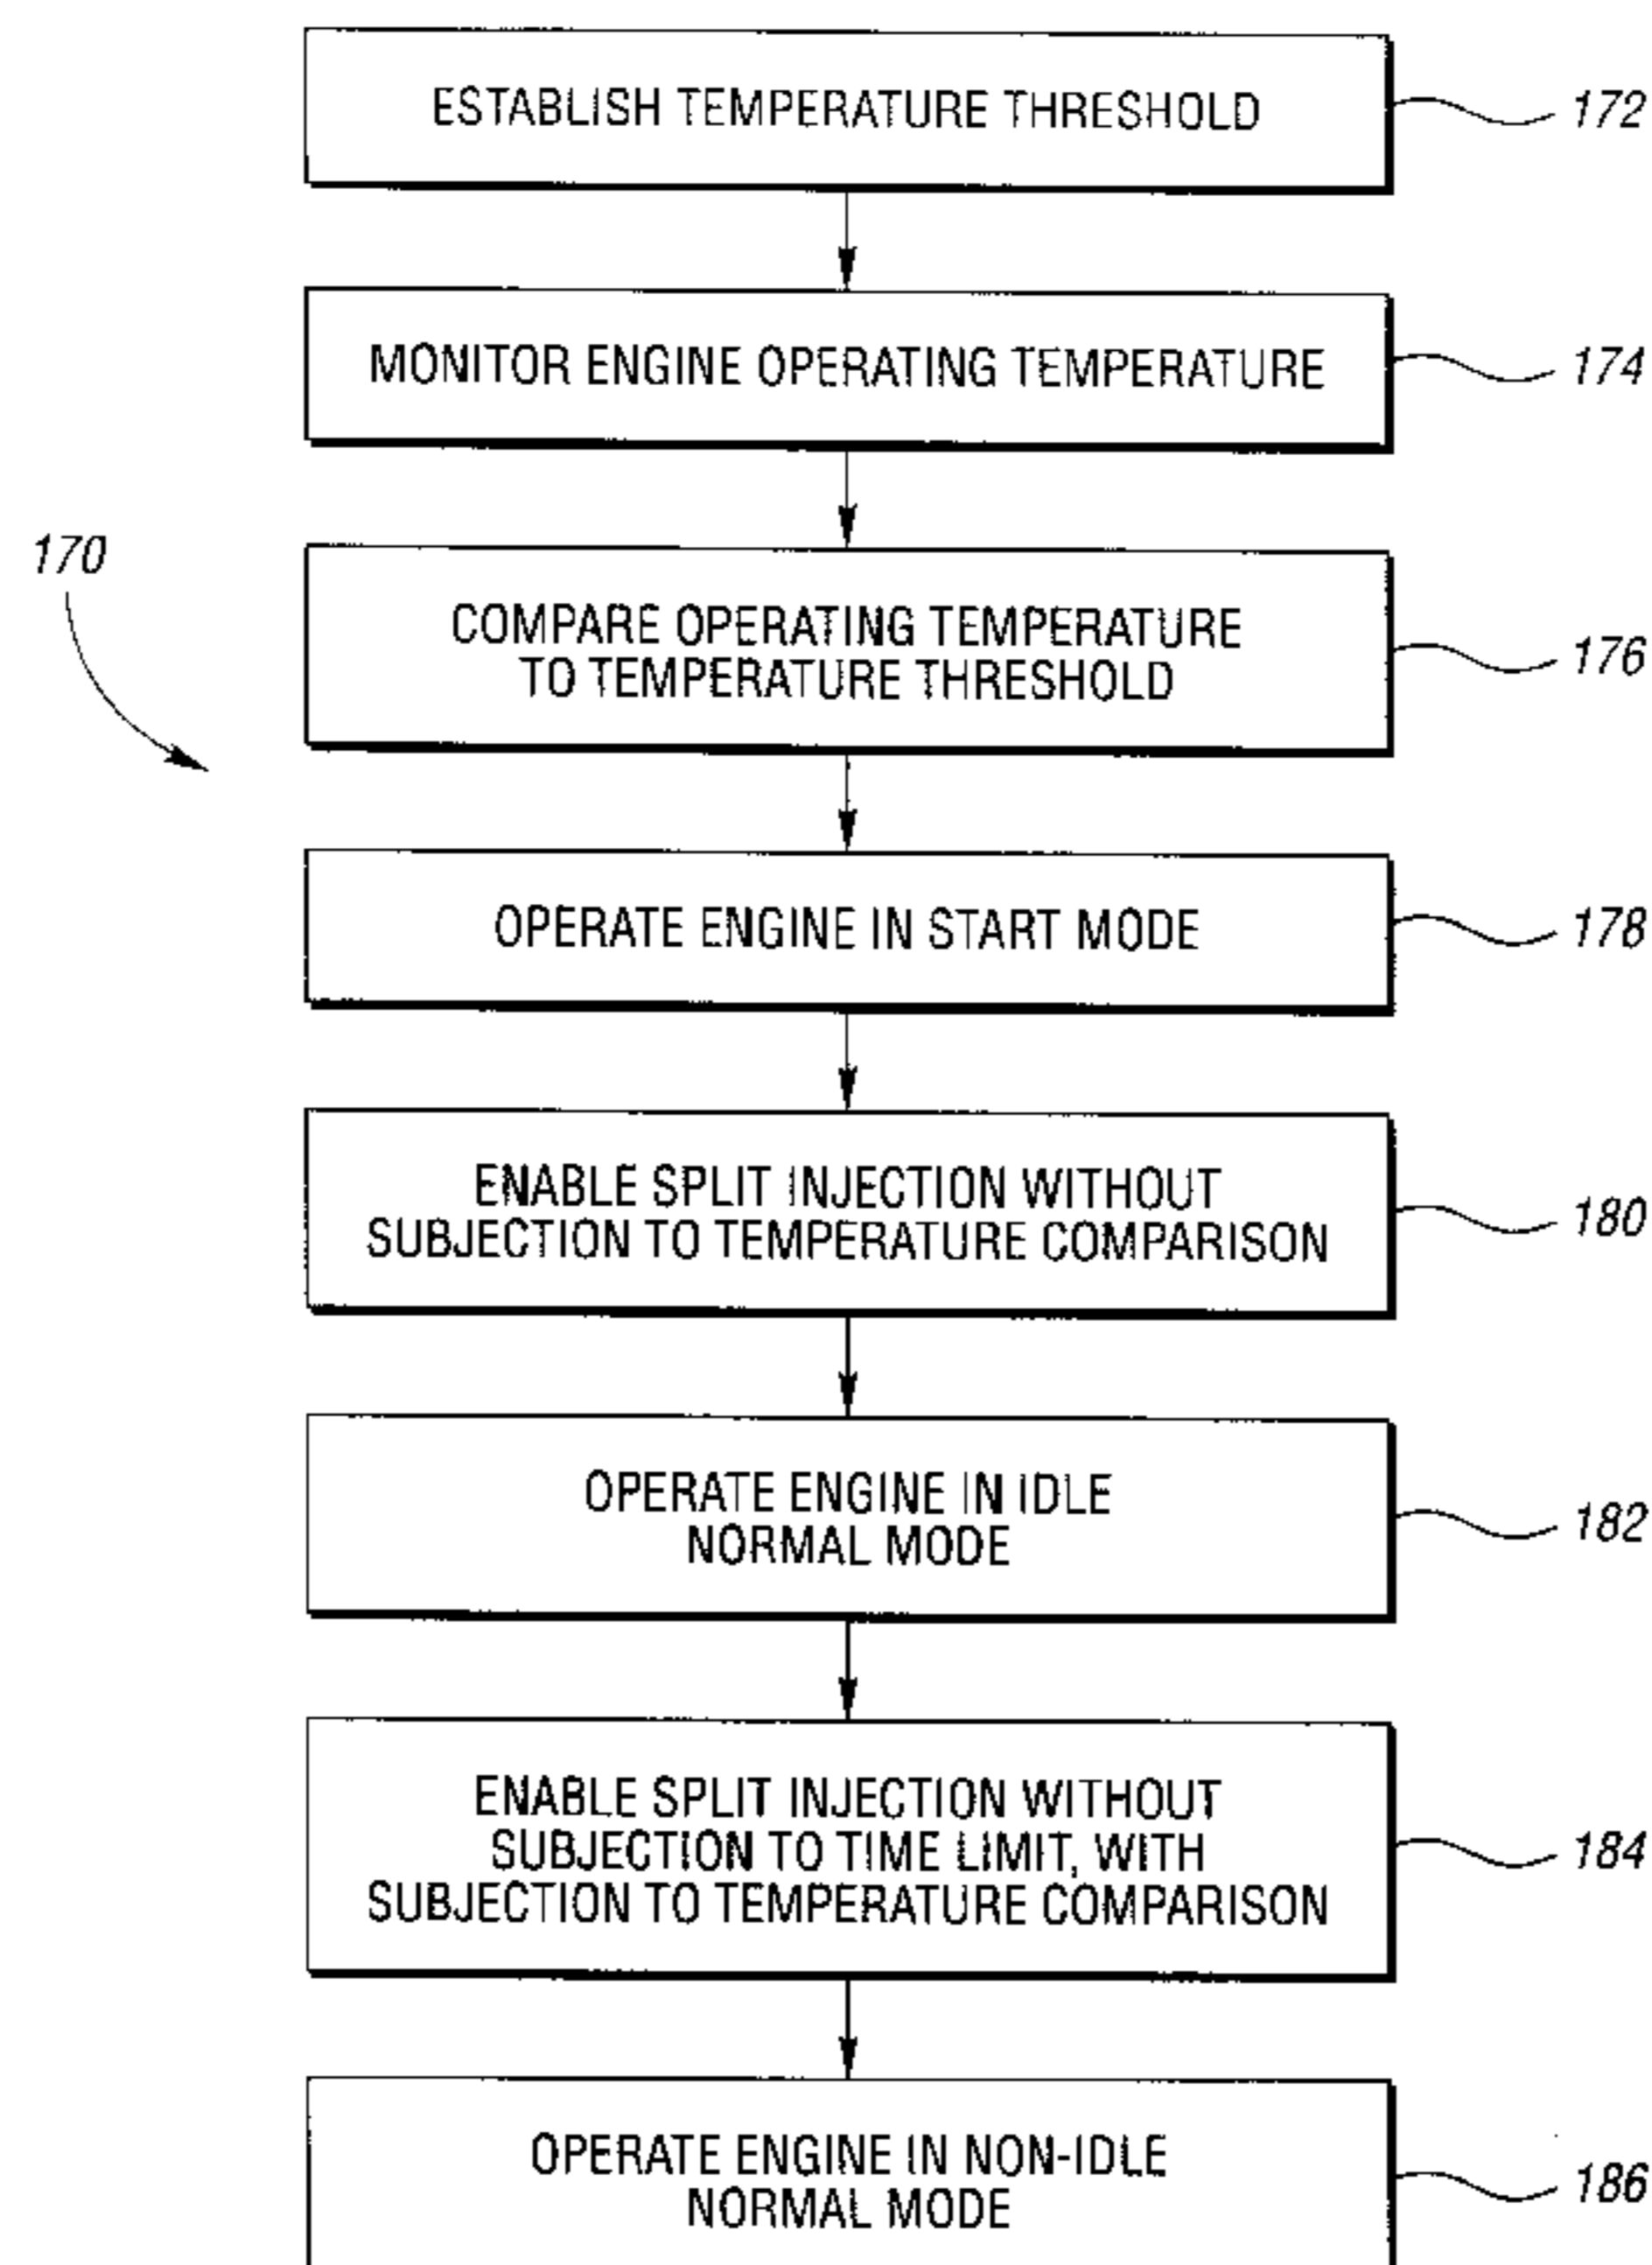 ESTABLISH TEMPERATURE THRESHOLD
172
MONITOR ENGINE OPERATING TEMPERATURE
174
170
COMPARE OPERATING TEMPERATURE
TO TEMPERATURE THRESHOLD
176
OPERATE ENGINE IN START MODE
178
ENABLE SPLIT INJECTION WITHOUT
SUBJECTION TO TEMPERATURE COMPARISON
180
OPERATE ENGINE IN IDLE
NORMAL MODE
182
ENABLE SPLIT INJECTION WITHOUT
SUBJECTION TO TIME LIMIT, WITH
SUBJECTION TO TEMPERATURE COMPARISON
184
OPERATE ENGINE IN NON-IDLE
NORMAL MODE
186